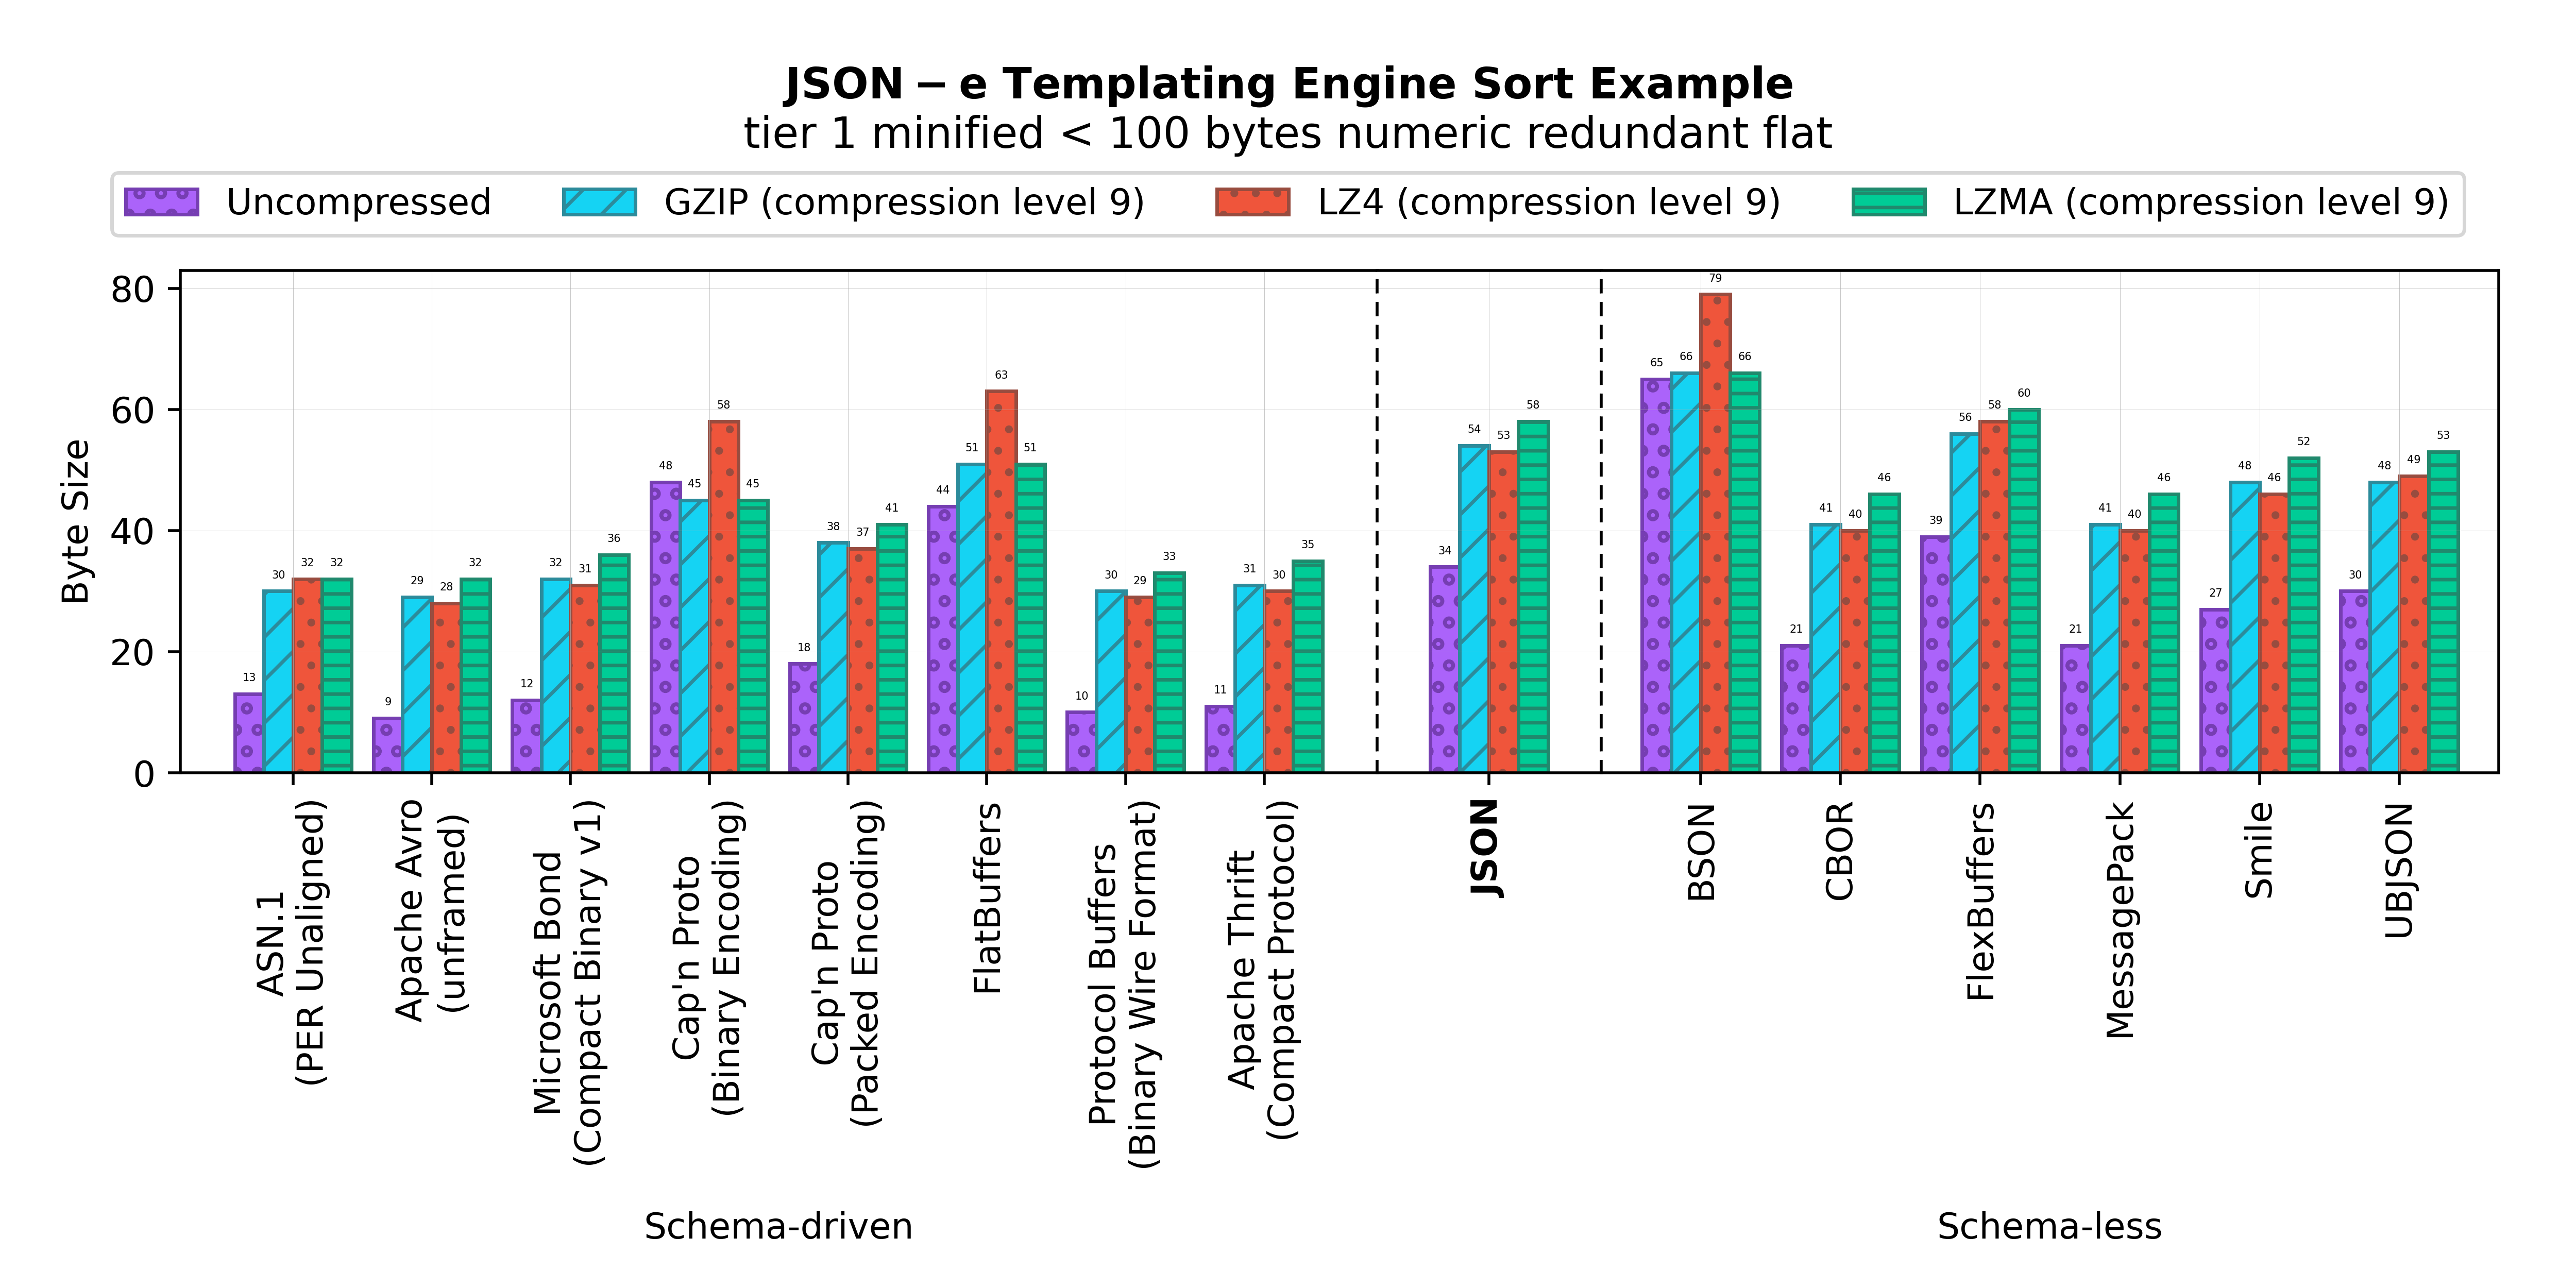 JSON − e Templating Engine Sort Example
tier 1 minified < 100 bytes numeric redundant flat
Uncompressed
GZIP (compression level 9)
LZ4 (compression level 9)
LZMA (compression level 9)
Byte Size
80
60
40
20
0
13 30 32 32
9 29 28 32
12 32 31 36
48 45 58 45
18 38 37 41
44 51 63 51
10 30 29 33
11 31 30 35
34 54 53 58
65 66 79 66
21 41 40 46
39 56 58 60
21 41 40 46
27 48 46 52
30 48 49 53
ASN.1
(PER Unaligned)
Apache Avro
(unframed)
Microsoft Bond
(Compact Binary v1)
Cap'n Proto
(Binary Encoding)
Cap'n Proto
(Packed Encoding)
FlatBuffers
Protocol Buffers
(Binary Wire Format)
Apache Thrift
(Compact Protocol)
JSON
BSON
CBOR
FlexBuffers
MessagePack
Smile
UBJSON
Schema-driven
Schema-less